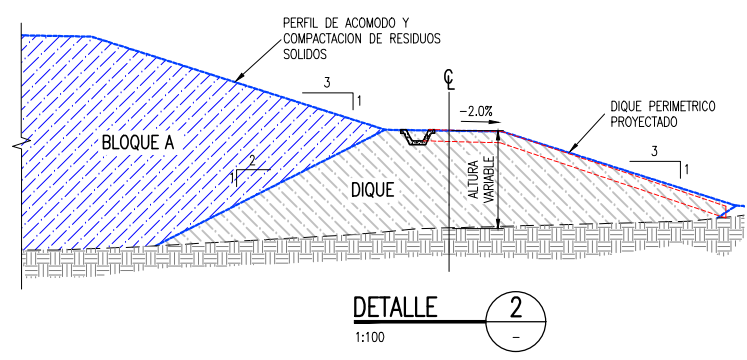 PERFIL DE ACOMODO Y
COMPACTACION DE RESIDUOS
SOLIDOS
3
1
℄
-2.0%
DIQUE PERIMETRICO
PROYECTADO
BLOQUE A
2
1
DIQUE
ALTURA
VARIABLE
3
1
DETALLE
2
1:100
-